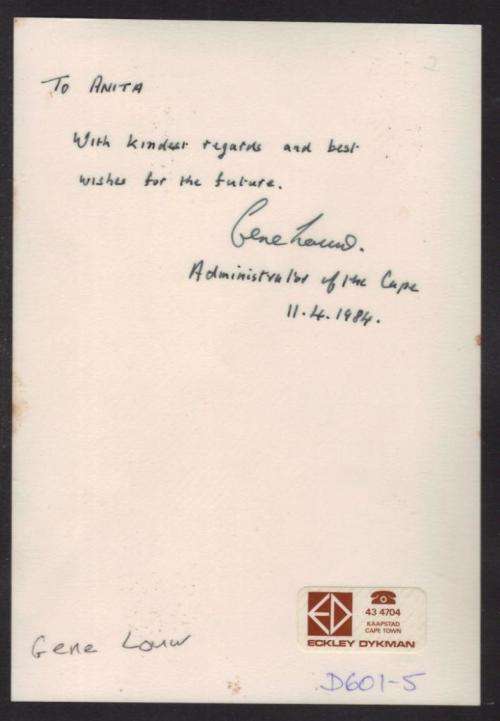 To ANITA
With kindest regards and best
wishes for the future.
Gene Louw.
Administrator of the Cape
11.4.1984.
ED
43 4704
KAAPSTAD
CAPE TOWN
ECKLEY DYKMAN
Gene Louw
D601-5